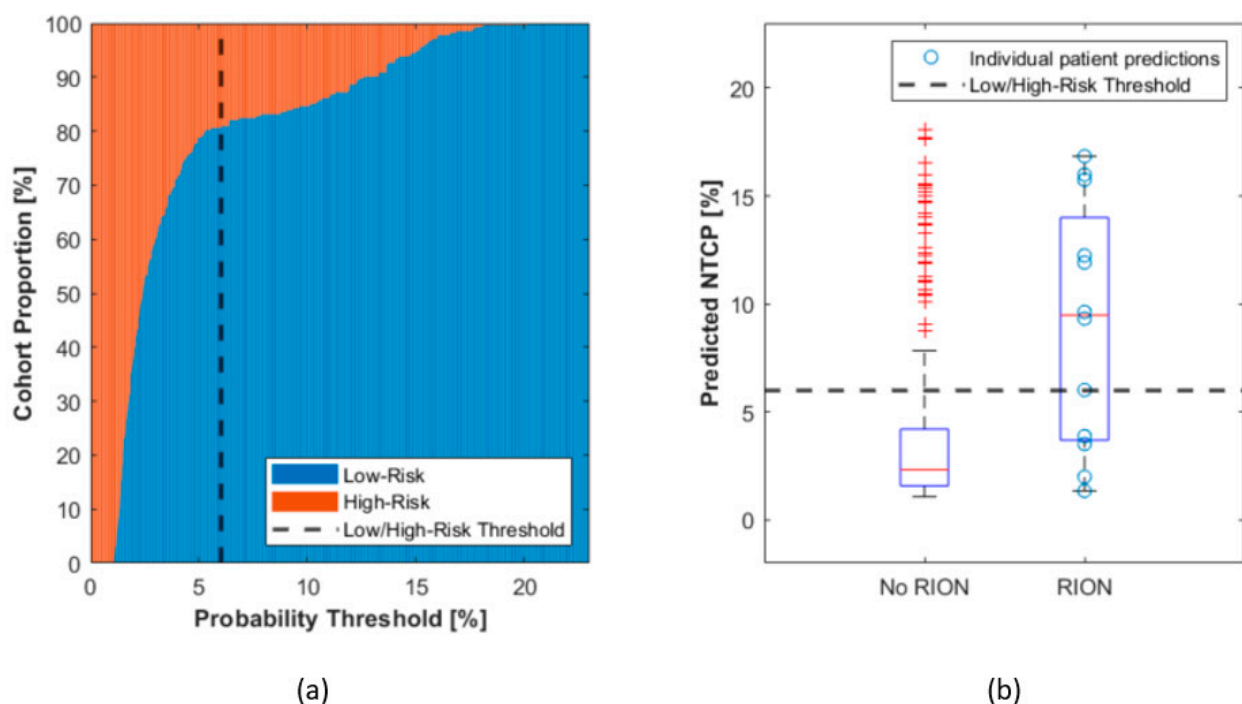 100
90
80
70
60
50
40
30
20
10
0
Cohort Proportion [%]
Low-Risk
High-Risk
Low/High-Risk Threshold
0 5 10 15 20
Probability Threshold [%]
(a)
Individual patient predictions
Low/High-Risk Threshold
20
15
10
5
0
Predicted NTCP [%]
No RION RION
(b)